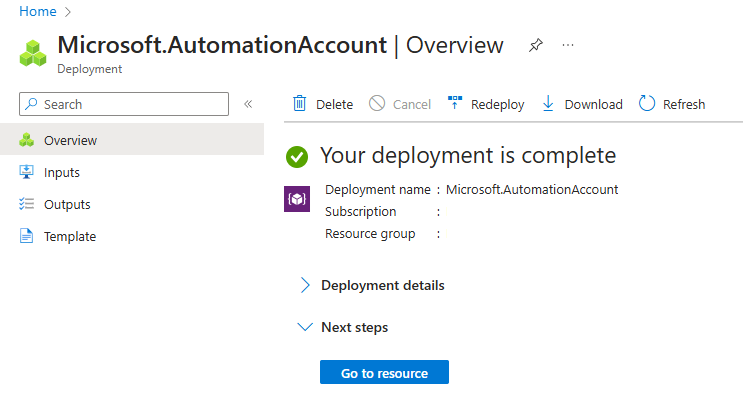 Home
Microsoft.AutomationAccount | Overview
Deployment
Search
Overview
Inputs
Outputs
Template
Delete
Cancel
Redeploy
Download
Refresh
Your deployment is complete
Deployment name : Microsoft.AutomationAccount
Subscription :
Resource group :
Deployment details
Next steps
Go to resource